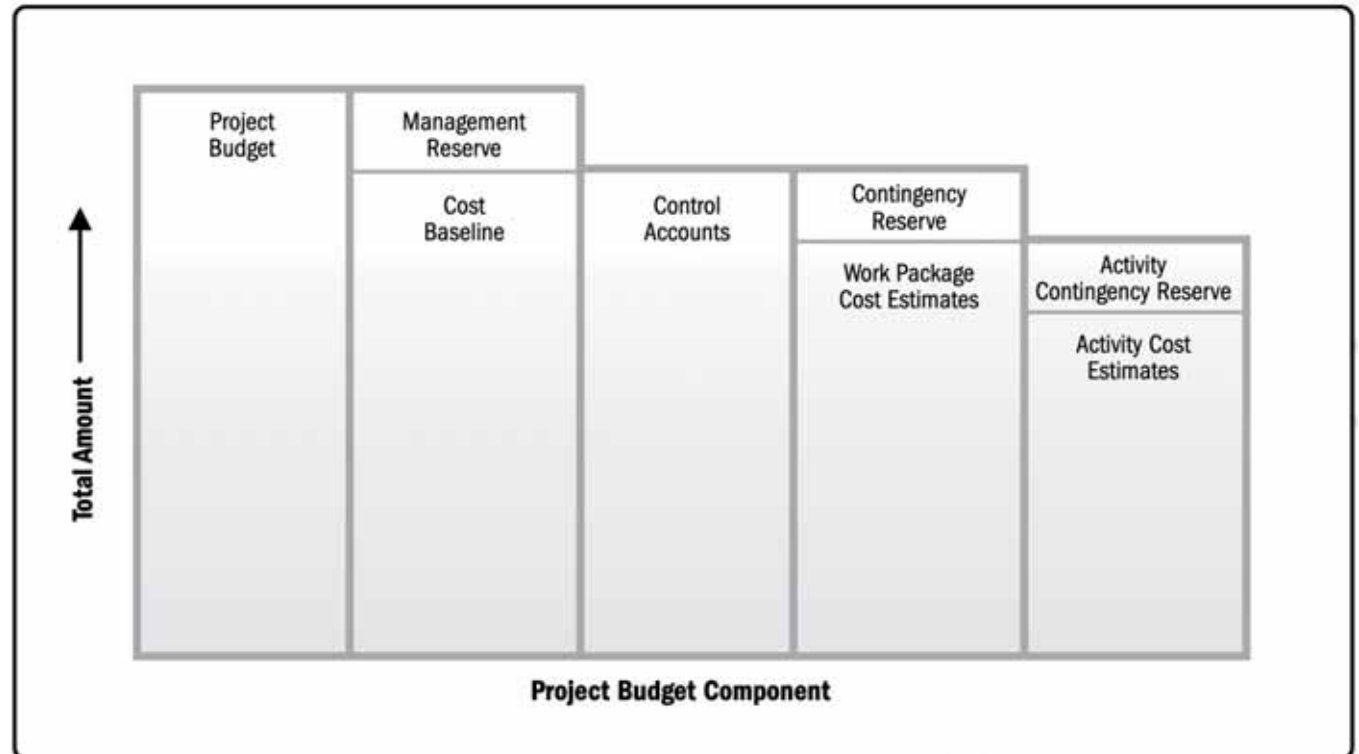 Project
Budget
Management
Reserve
Cost
Baseline
Control
Accounts
Contingency
Reserve
Work Package
Cost Estimates
Activity
Contingency Reserve
Activity Cost
Estimates
Total Amount
Project Budget Component